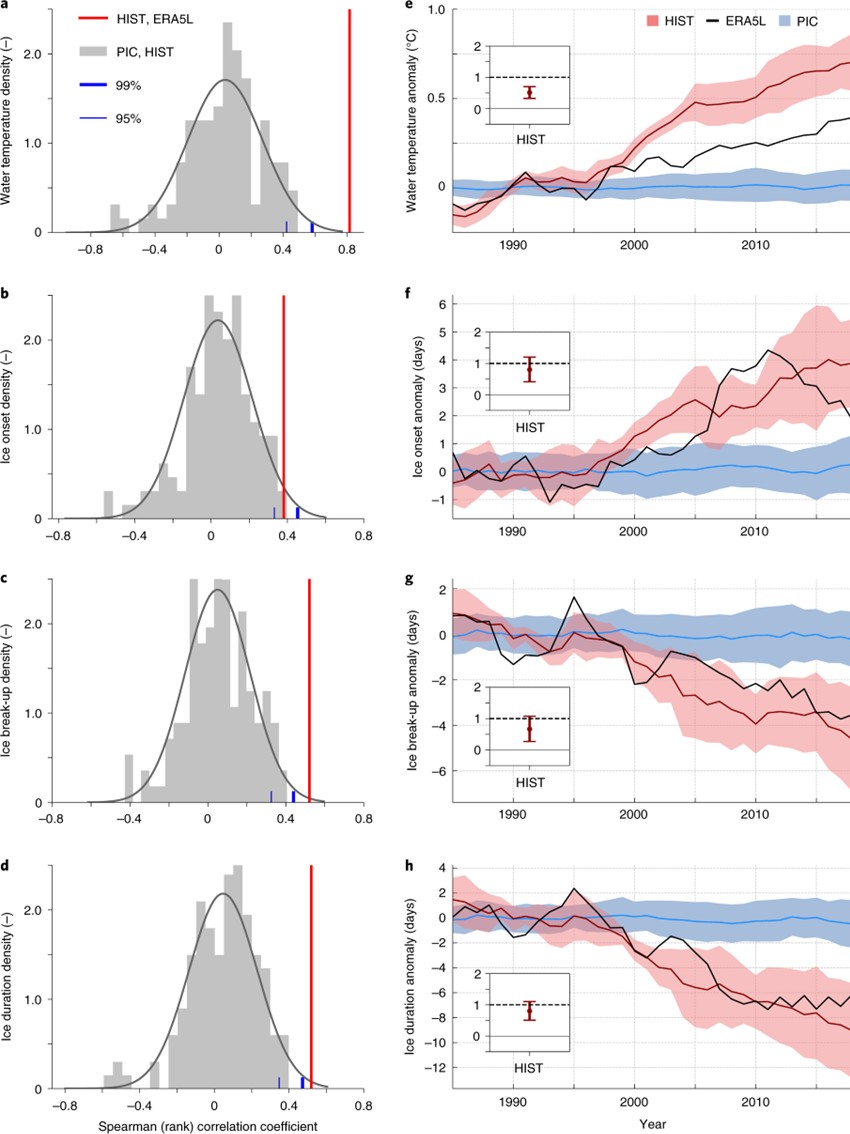 a
Water temperature density (–)
2.0
1.0
0
HIST, ERA5L
PIC, HIST
99%
95%
–0.8 –0.4 0 0.4 0.8
e
Water temperature anomaly (°C)
1.0
0.5
0
HIST ERA5L PIC
2
1
0
HIST
1990 2000 2010
b
Ice onset density (–)
2.0
1.0
0
–0.8 –0.4 0 0.4 0.8
f
Ice onset anomaly (days)
6
5
4
3
2
1
0
–1
2
1
0
HIST
1990 2000 2010
c
Ice break-up density (–)
2.0
1.0
0
–0.8 –0.4 0 0.4 0.8
g
Ice break-up anomaly (days)
2
0
–2
–4
–6
2
1
0
HIST
1990 2000 2010
d
Ice duration density (–)
2.0
1.0
0
–0.8 –0.4 0 0.4 0.8
Spearman (rank) correlation coefficient
h
Ice duration anomaly (days)
4
2
0
–2
–4
–6
–8
–10
–12
2
1
0
HIST
1990 2000 2010
Year